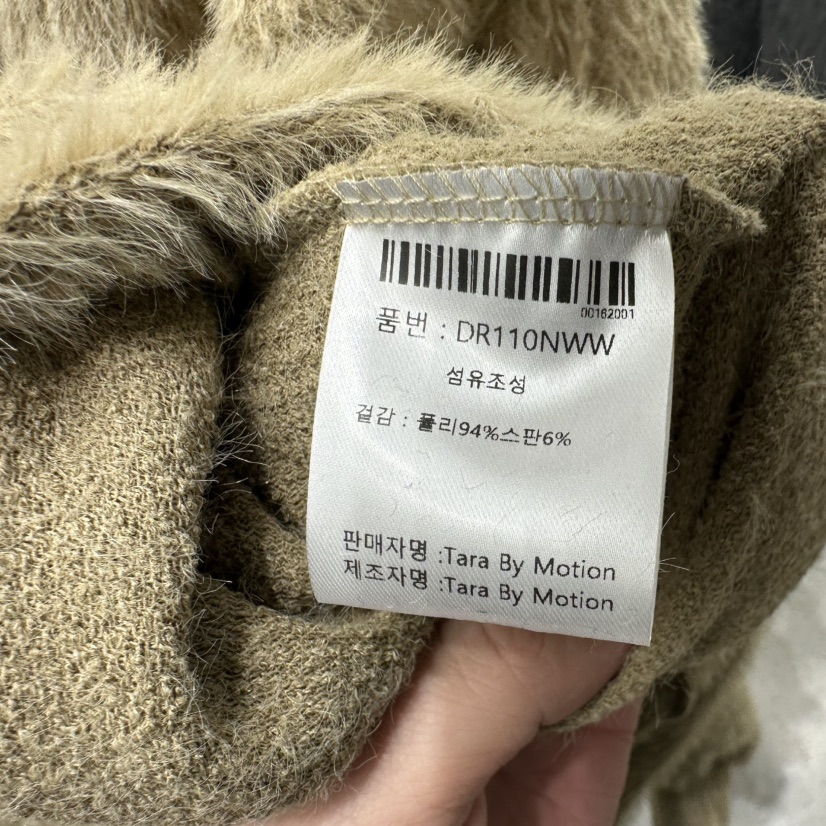 00162001
품번 : DR110NWW
섬유조성
겉감 : 폴리94%스판6%
판매자명 :Tara By Motion
제조자명 :Tara By Motion